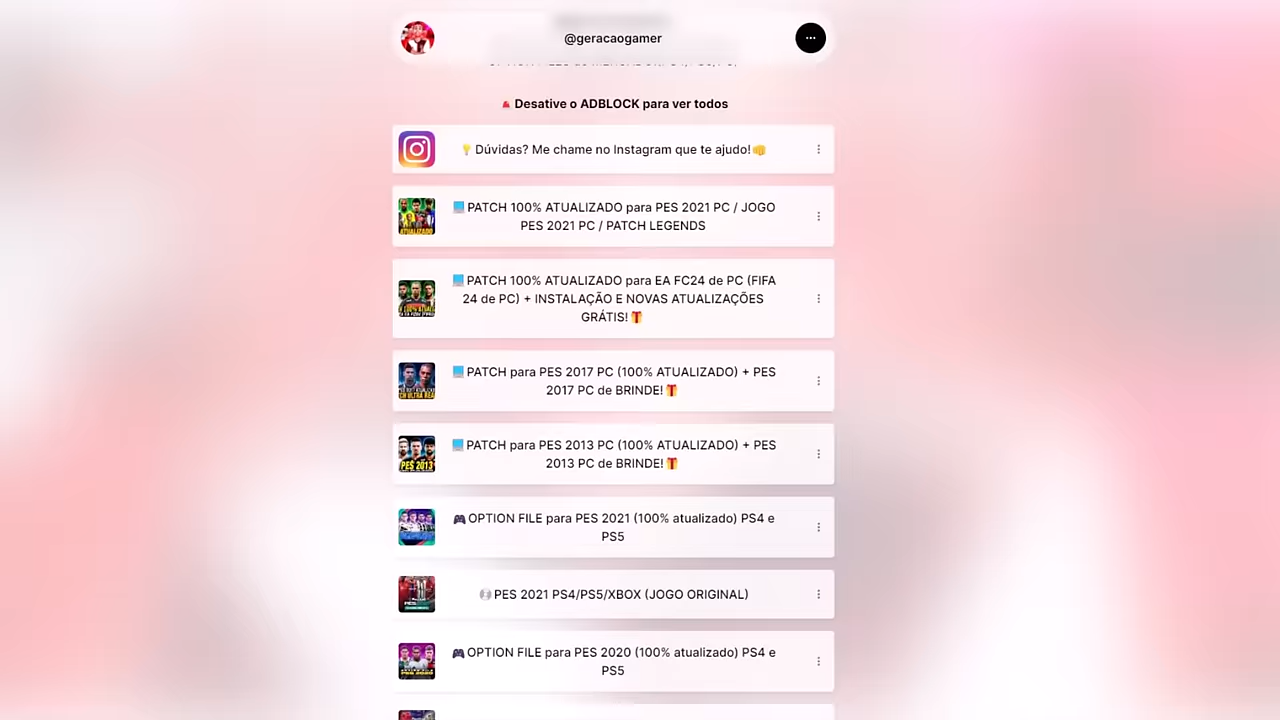 @geracaogamer
Desative o ADBLOCK para ver todos
💡Dúvidas? Me chame no Instagram que te ajudo!👊
PATCH 100% ATUALIZADO para PES 2021 PC / JOGO
PES 2021 PC / PATCH LEGENDS
PATCH 100% ATUALIZADO para EA FC24 de PC (FIFA
24 de PC) + INSTALAÇÃO E NOVAS ATUALIZAÇÕES
GRÁTIS!🎁
PATCH para PES 2017 PC (100% ATUALIZADO) + PES
2017 PC de BRINDE!🎁
PATCH para PES 2013 PC (100% ATUALIZADO) + PES
2013 PC de BRINDE!🎁
PES 2013
🎮OPTION FILE para PES 2021 (100% atualizado) PS4 e
PS5
PES 2021 PS4/PS5/XBOX (JOGO ORIGINAL)
🎮OPTION FILE para PES 2020 (100% atualizado) PS4 e
PS5